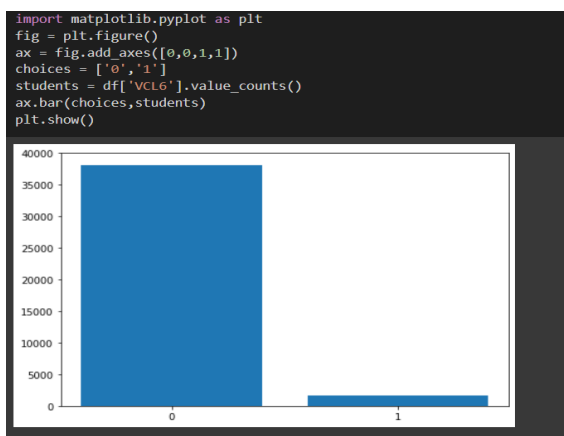 import matplotlib.pyplot as plt
fig = plt.figure()
ax = fig.add_axes([0,0,1,1])
choices = ['0','1']
students = df['VCL6'].value_counts()
ax.bar(choices,students)
plt.show()
40000
35000
30000
25000
20000
15000
10000
5000
0
0 1